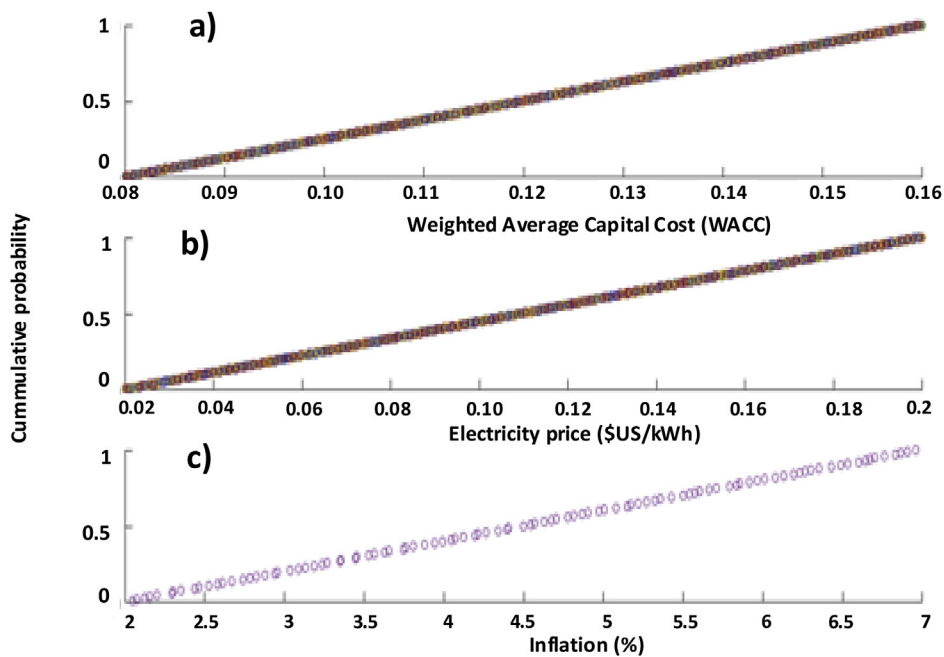 a)
1
0.5
0
0.08 0.09 0.10 0.11 0.12 0.13 0.14 0.15 0.16
Weighted Average Capital Cost (WACC)
b)
1
0.5
0
0.02 0.04 0.06 0.08 0.10 0.12 0.14 0.16 0.18 0.2
Electricity price ($US/kWh)
c)
1
0.5
0
2 2.5 3 3.5 4 4.5 5 5.5 6 6.5 7
Inflation (%)
Cummulative probability